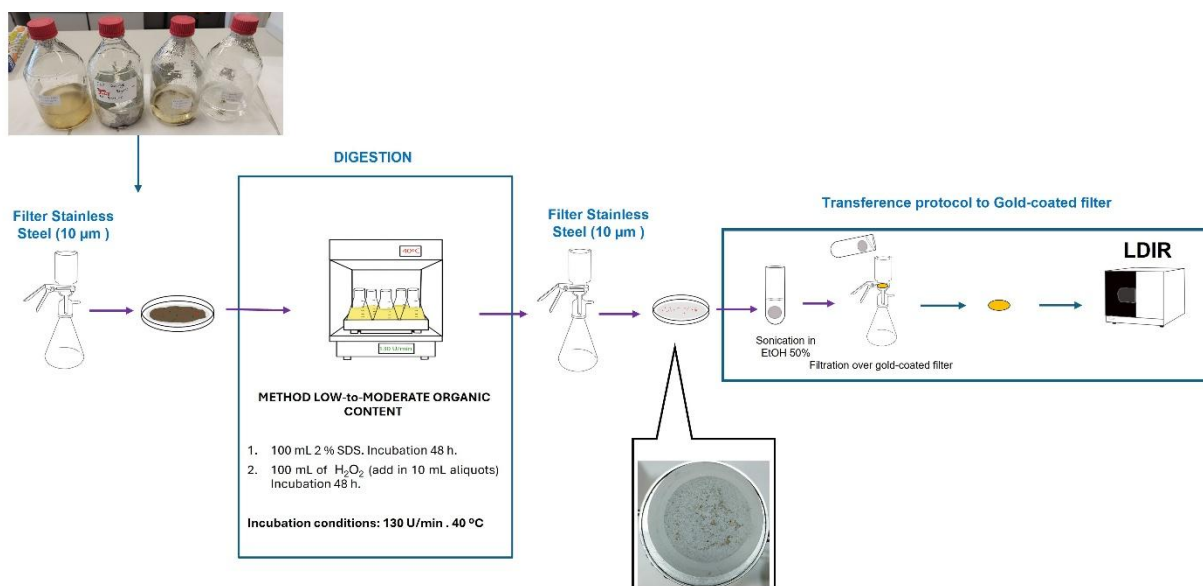 DIGESTION
Filter Stainless
Steel (10 µm )
40ºC
130 U/min
METHOD LOW-to-MODERATE ORGANIC
CONTENT
1. 100 mL 2 % SDS. Incubation 48 h.
2. 100 mL of H₂O₂ (add in 10 mL aliquots)
Incubation 48 h.
Incubation conditions: 130 U/min . 40 ºC
Filter Stainless
Steel (10 µm )
Transference protocol to Gold-coated filter
Sonication in
EtOH 50%
Filtration over gold-coated filter
LDIR